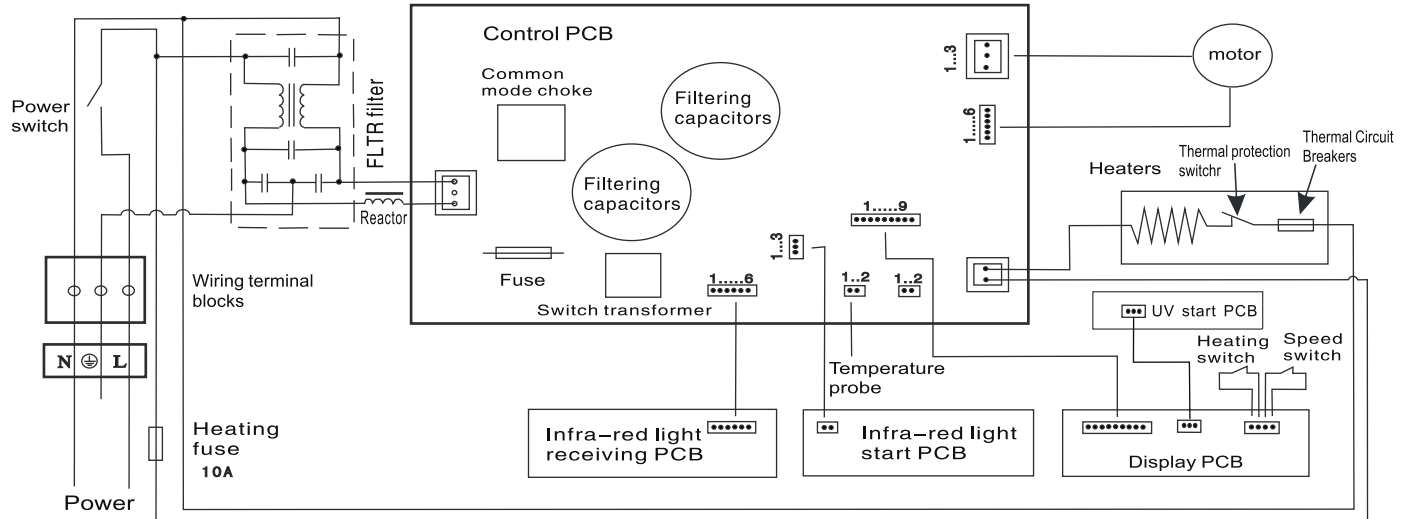 Control PCB
Common
mode choke
Filtering
capacitors
Filtering
capacitors
1...3
1....6
motor
Power
switch
FLTR filter
Reactor
Heaters
Thermal protection
switchr
Thermal Circuit
Breakers
1.....9
1...3
1..2
1..2
1.....6
Fuse
Switch transformer
Wiring terminal
blocks
N L
UV start PCB
Heating
switch
Speed
switch
Temperature
probe
Heating
fuse
10A
Infra-red light
receiving PCB
Infra-red light
start PCB
Display PCB
Power